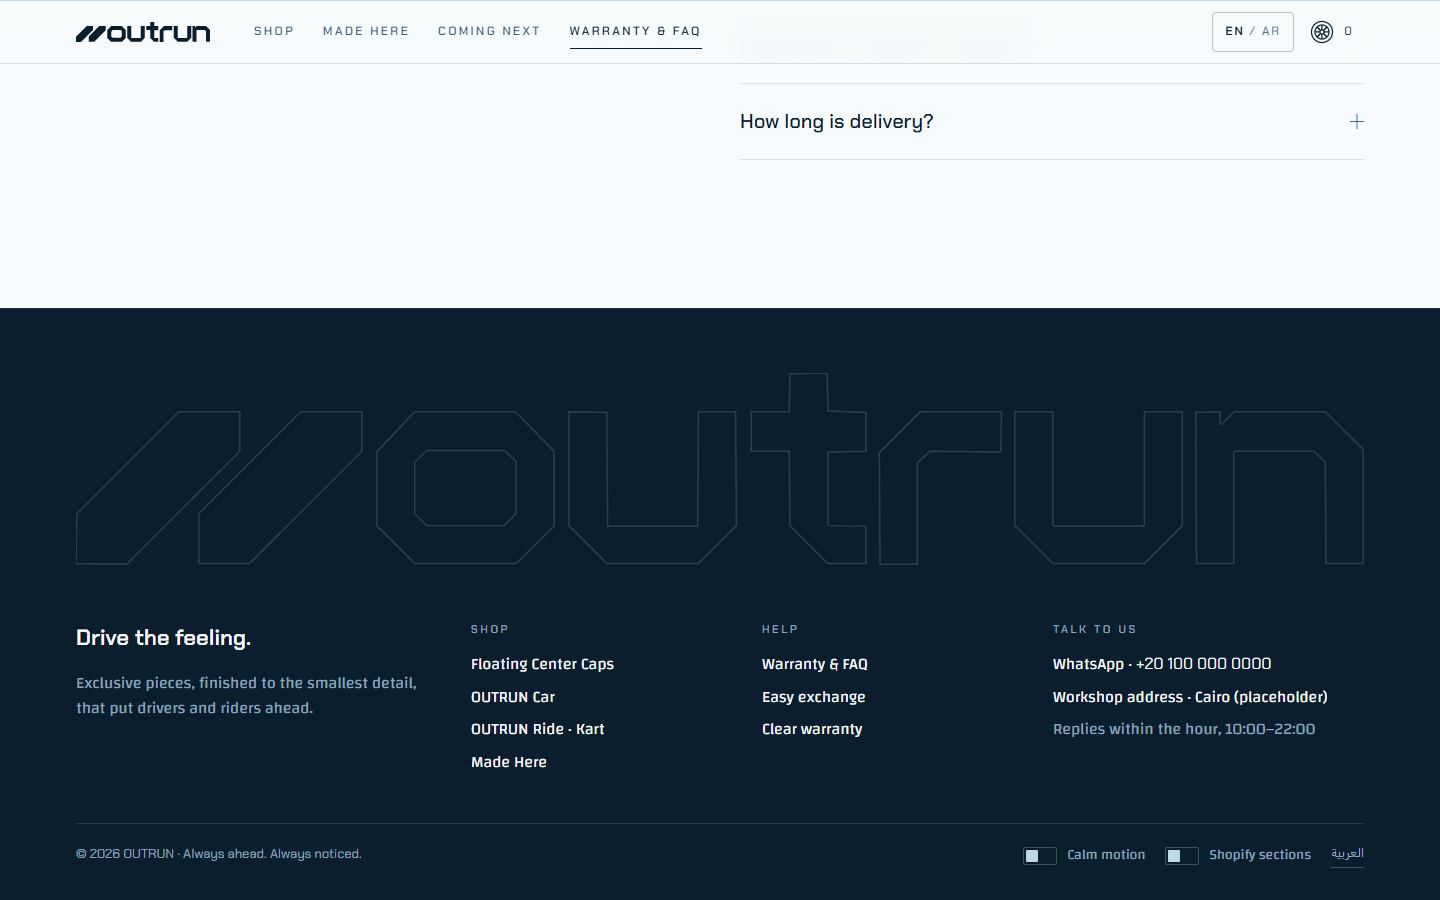 outrun
SHOP
MADE HERE
COMING NEXT
WARRANTY & FAQ
EN / AR
0
How long is delivery?
outrun
Drive the feeling.
Exclusive pieces, finished to the smallest detail,
that put drivers and riders ahead.
SHOP
Floating Center Caps
OUTRUN Car
OUTRUN Ride · Kart
Made Here
HELP
Warranty & FAQ
Easy exchange
Clear warranty
TALK TO US
WhatsApp · +20 100 000 0000
Workshop address · Cairo (placeholder)
Replies within the hour, 10:00–22:00
© 2026 OUTRUN · Always ahead. Always noticed.
Calm motion
Shopify sections
العربية